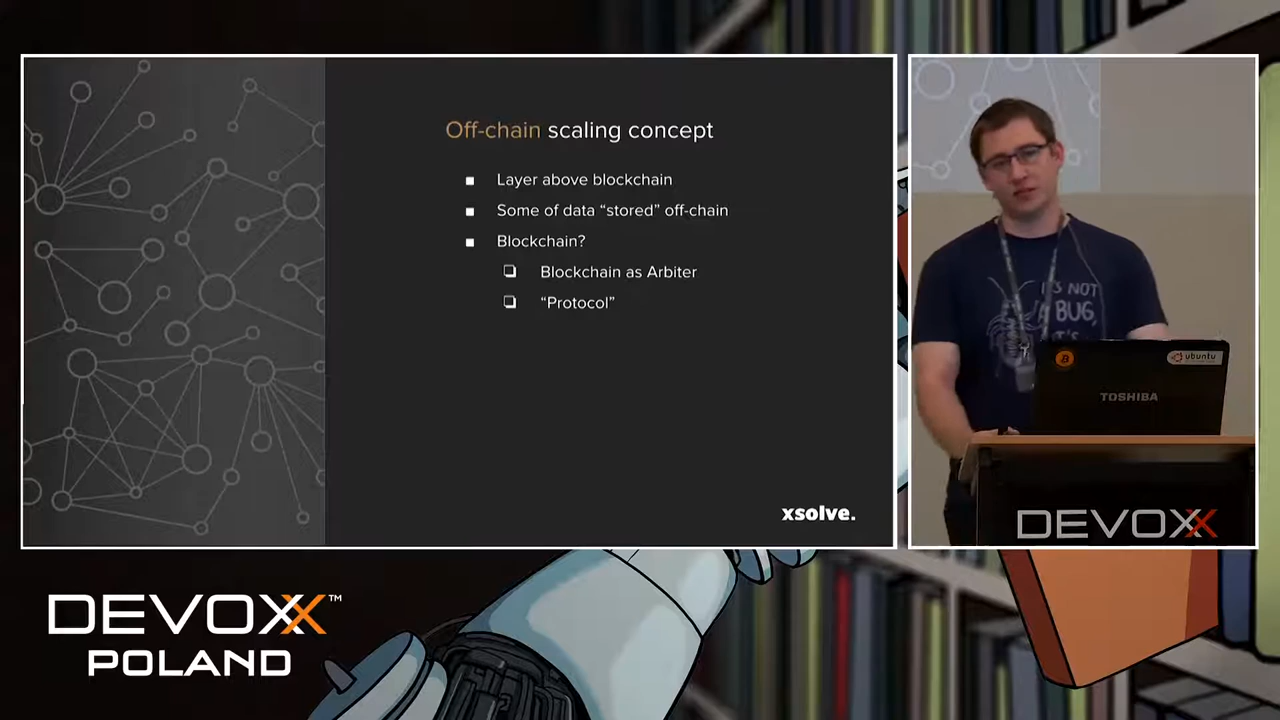 Off-chain scaling concept
Layer above blockchain
Some of data “stored” off-chain
Blockchain?
Blockchain as Arbiter
“Protocol”
xsolve.
IT'S NOT
A BUG,
IT'S
ubuntu
TOSHIBA
DEVOXX
DEVOXX™
POLAND